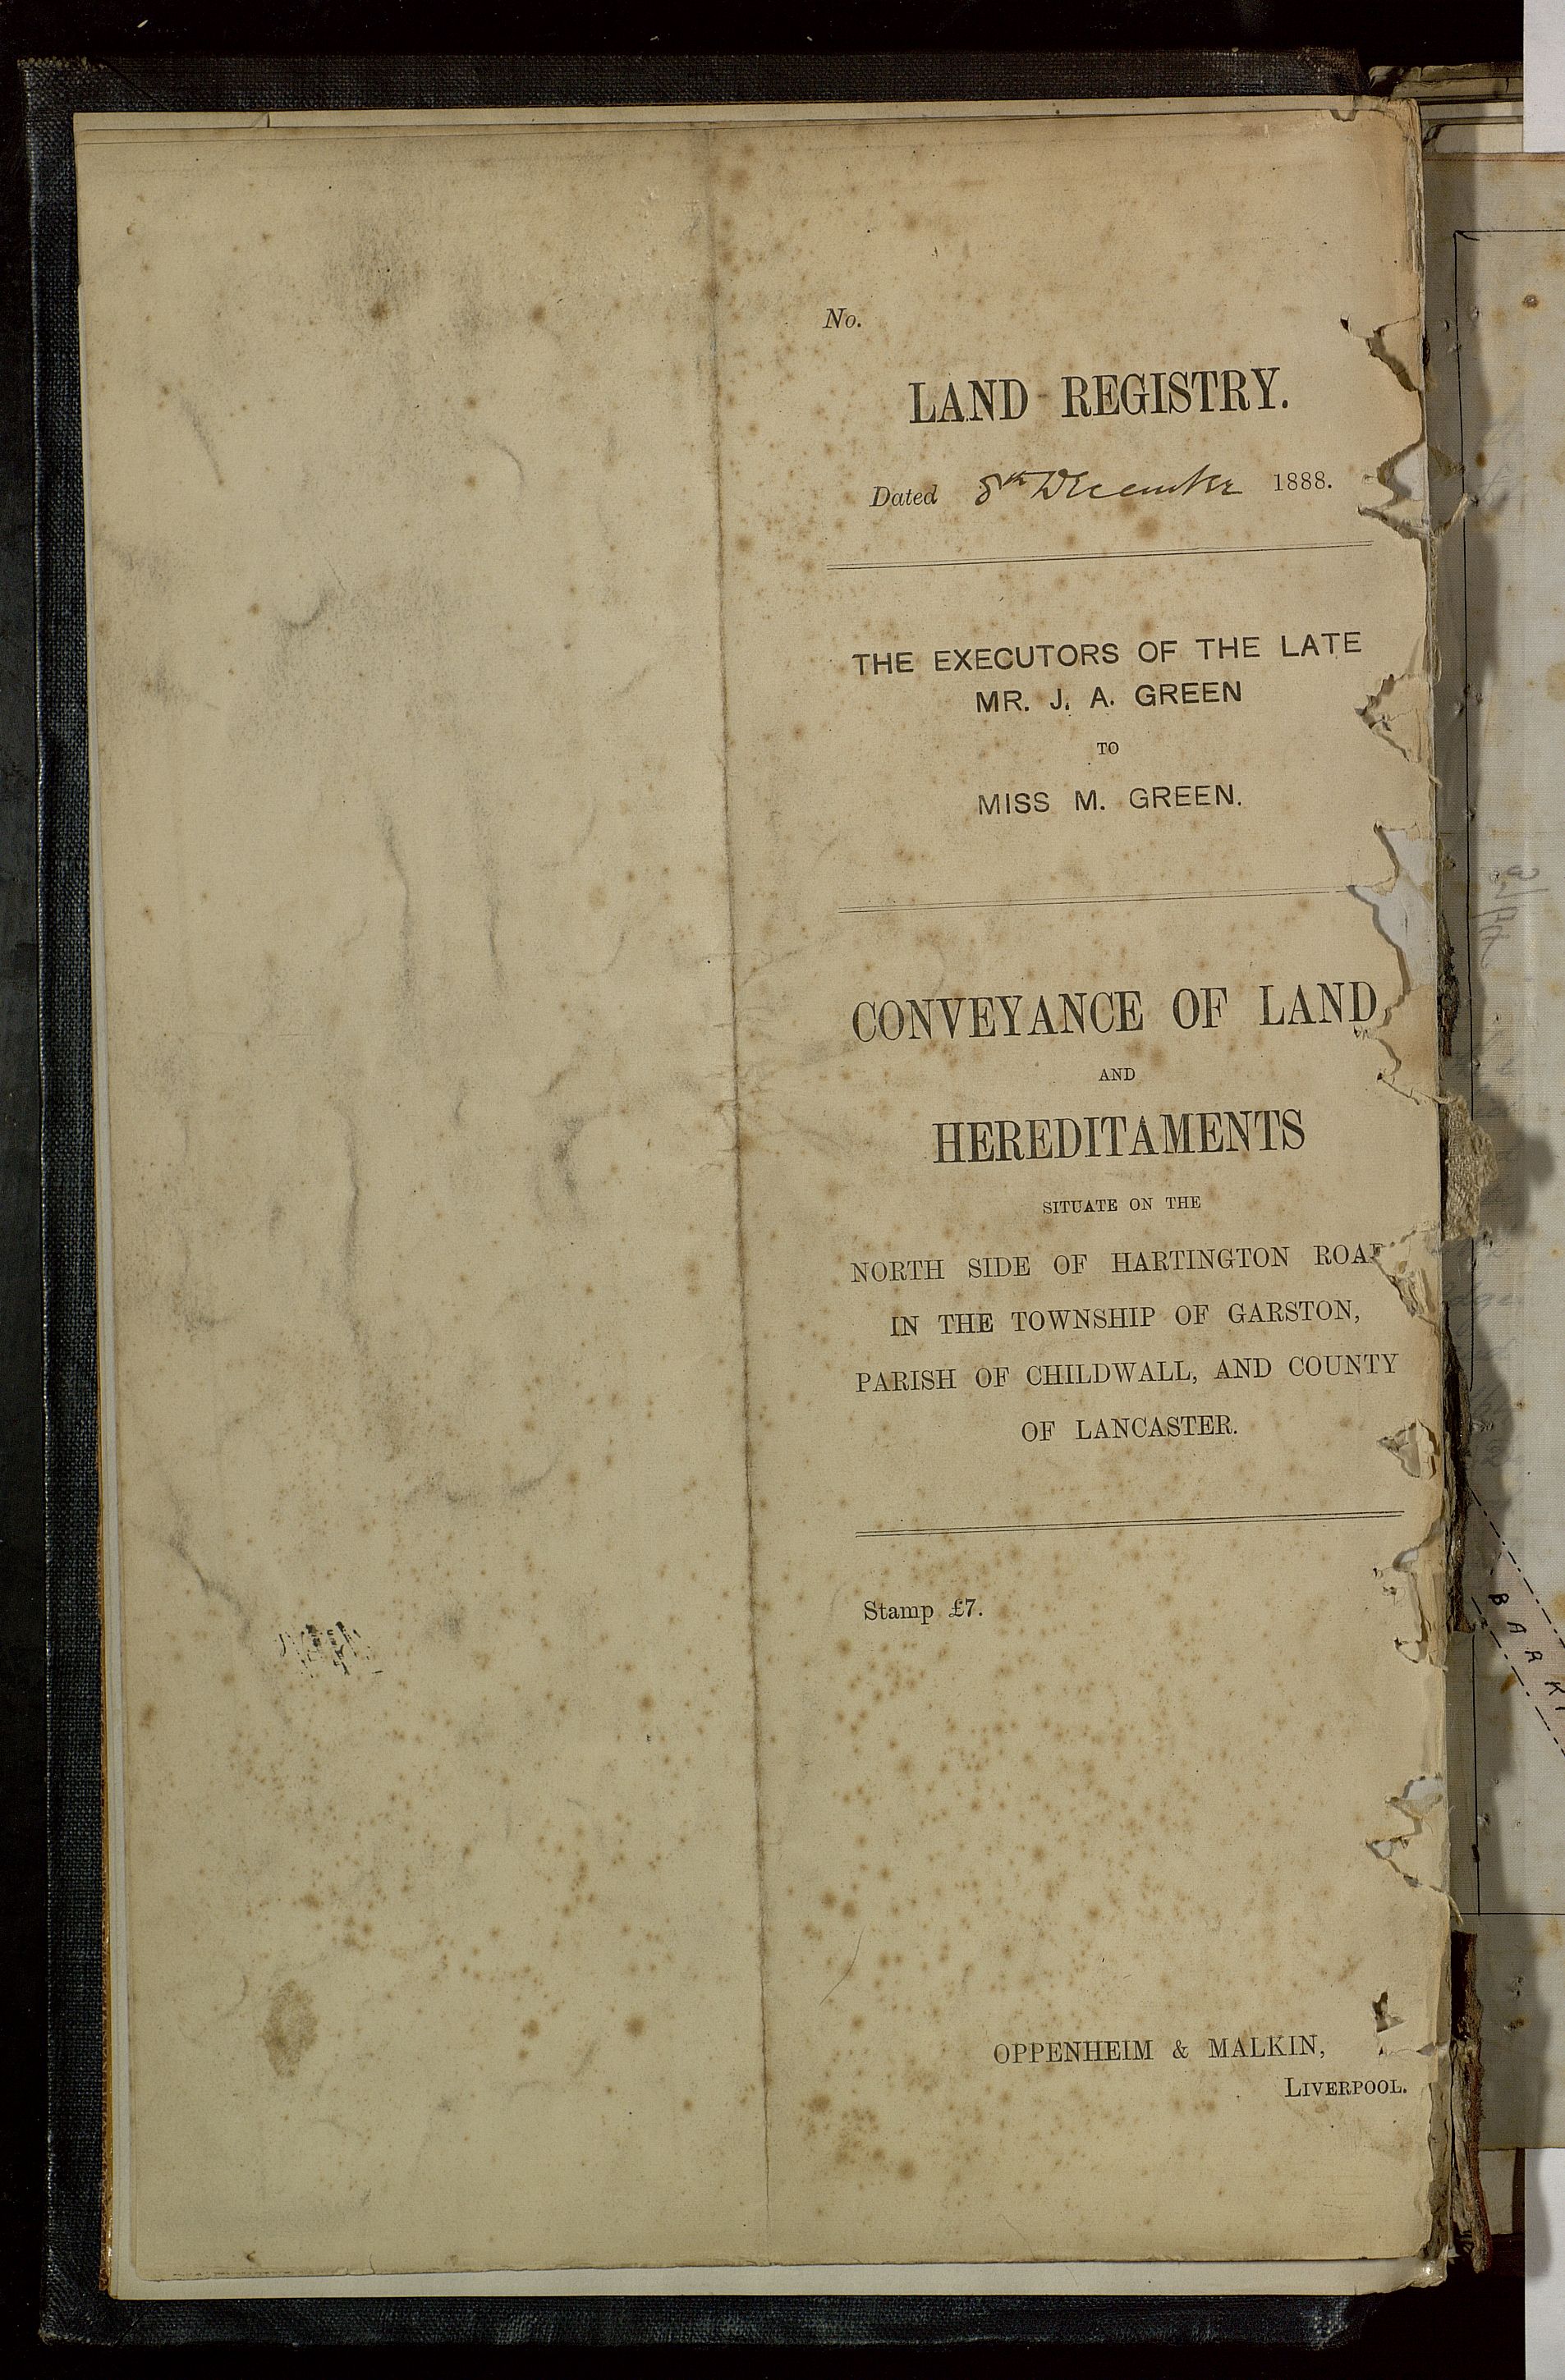 No.
LAND REGISTRY.
Dated 8th December 1888.
THE EXECUTORS OF THE LATE
MR. J. A. GREEN
TO
MISS M. GREEN.
CONVEYANCE OF LAND
AND
HEREDITAMENTS
SITUATE ON THE
NORTH SIDE OF HARTINGTON ROAD
IN THE TOWNSHIP OF GARSTON,
PARISH OF CHILDWALL, AND COUNTY
OF LANCASTER.
Stamp £7.
OPPENHEIM & MALKIN,
LIVERPOOL.
BARK